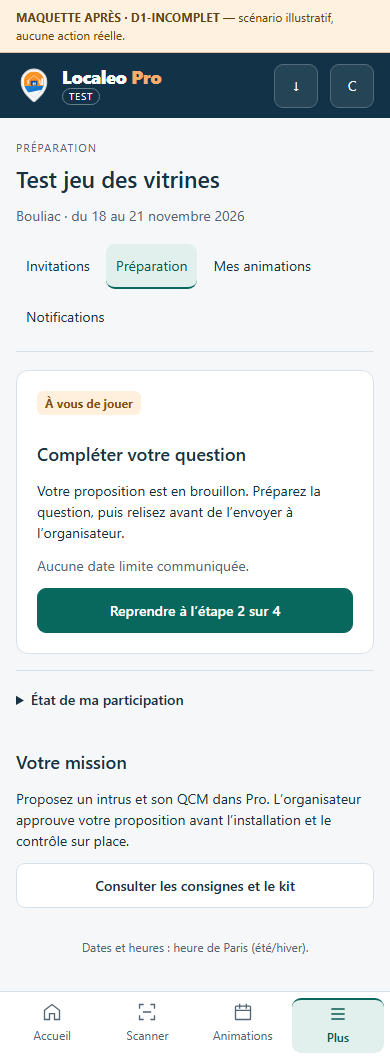 MAQUETTE APRÈS · D1-INCOMPLET — scénario illustratif,
aucune action réelle.
Localeo Pro
TEST
↓
C
PRÉPARATION
Test jeu des vitrines
Bouliac · du 18 au 21 novembre 2026
Invitations
Préparation
Mes animations
Notifications
À vous de jouer
Compléter votre question
Votre proposition est en brouillon. Préparez la
question, puis relisez avant de l’envoyer à
l’organisateur.
Aucune date limite communiquée.
Reprendre à l’étape 2 sur 4
État de ma participation
Votre mission
Proposez un intrus et son QCM dans Pro. L’organisateur
approuve votre proposition avant l’installation et le
contrôle sur place.
Consulter les consignes et le kit
Dates et heures : heure de Paris (été/hiver).
Accueil
Scanner
Animations
Plus